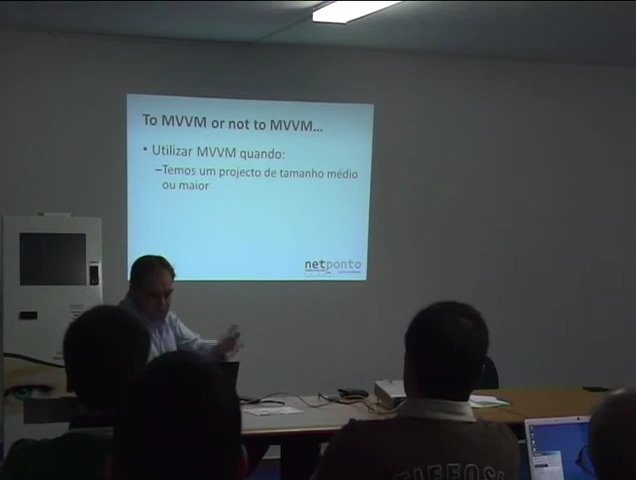 To MVVM or not to MVVM...
• Utilizar MVVM quando:
–Temos um projecto de tamanho médio
ou maior
netponto